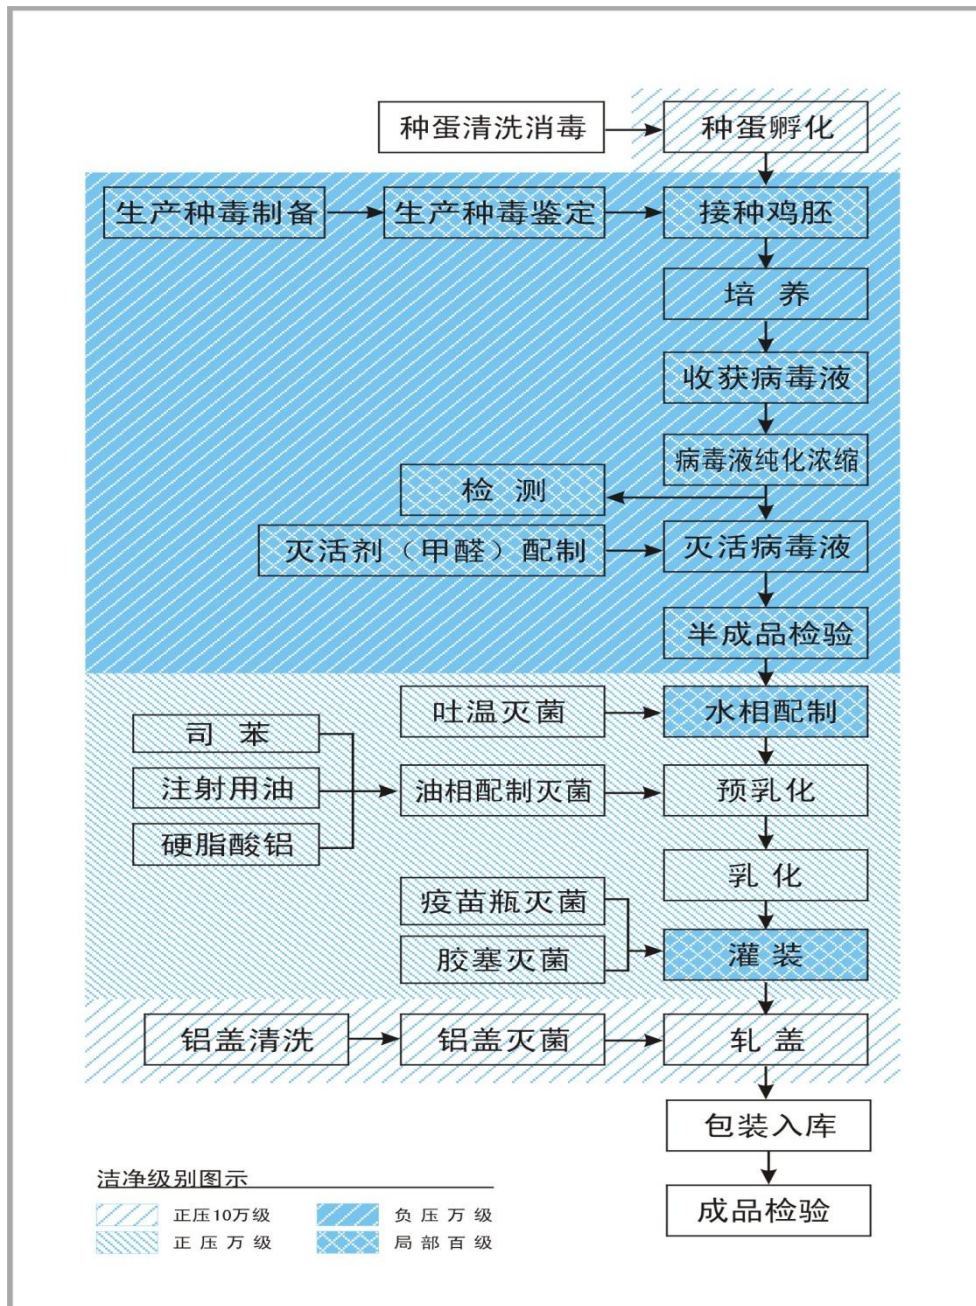 种蛋清洗消毒
种蛋孵化
生产种毒制备
生产种毒鉴定
接种鸡胚
培 养
收获病毒液
病毒液纯化浓缩
检 测
灭活剂（甲醛）配制
灭活病毒液
半成品检验
吐温灭菌
水相配制
司 苯
注射用油
硬脂酸铝
油相配制灭菌
预乳化
乳 化
疫苗瓶灭菌
胶塞灭菌
灌 装
铝盖清洗
铝盖灭菌
轧 盖
包装入库
成品检验
洁净级别图示
正压10万级
负压万级
正压万级
局部百级